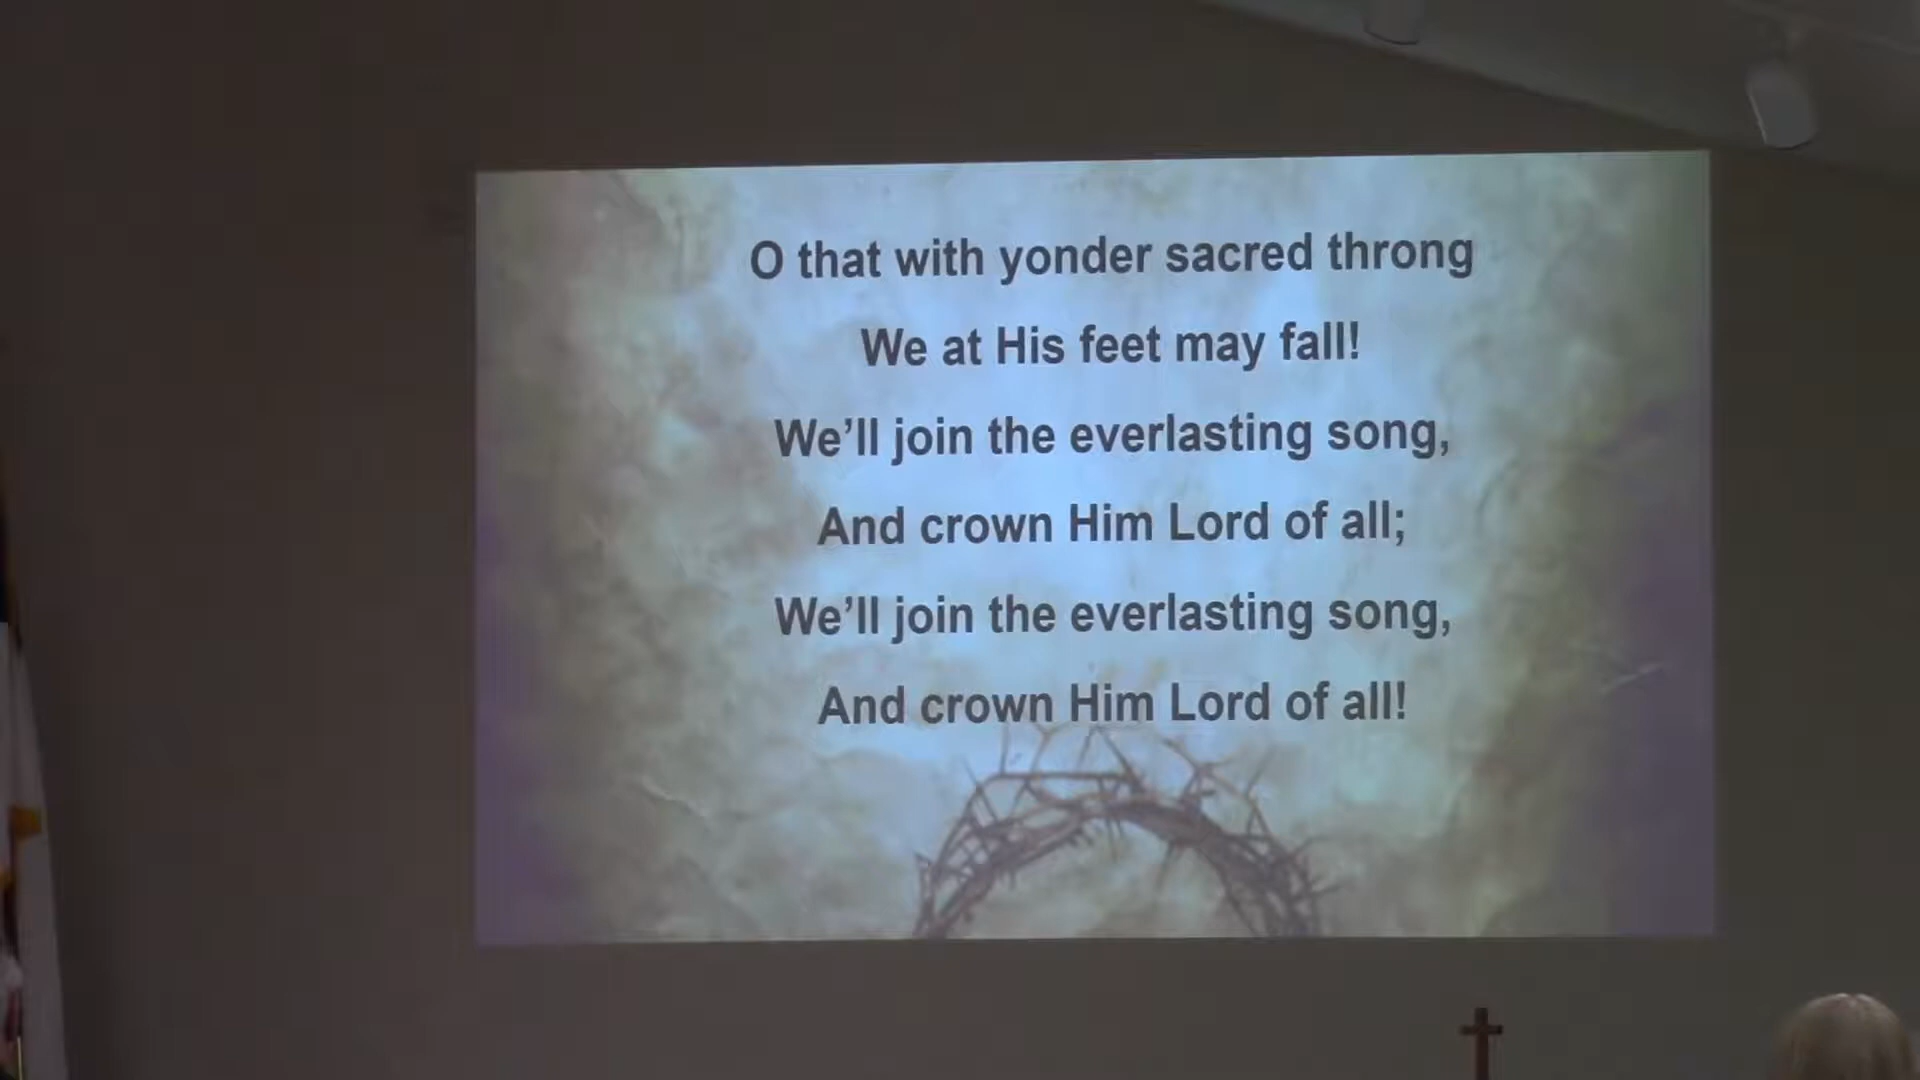 O that with yonder sacred throng
We at His feet may fall!
We’ll join the everlasting song,
And crown Him Lord of all;
We’ll join the everlasting song,
And crown Him Lord of all!